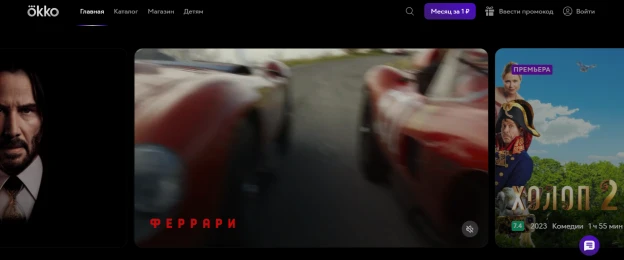 okko
Главная Каталог Магазин Детям
Месяц за 1 ₽ Ввести промокод Войти
ПРЕМЬЕРА
ФЕРРАРИ
ХОЛОП 2
7.4 2023 Комедии 1 ч 55 мин